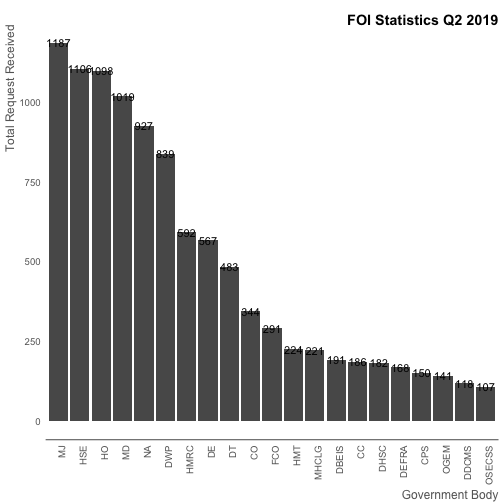 FOI Statistics Q2 2019
Total Request Received
1000
750
500
250
0
1187
1106
1098
1019
927
839
592
567
483
344
291
224
221
191
186
182
168
150
141
118
107
MJ
HSE
HO
MD
NA
DWP
HMRC
DE
DT
CO
FCO
HMT
MHCLG
DBEIS
CC
DHSC
DEFRA
CPS
OGEM
DDCMS
OSECSS
Government Body